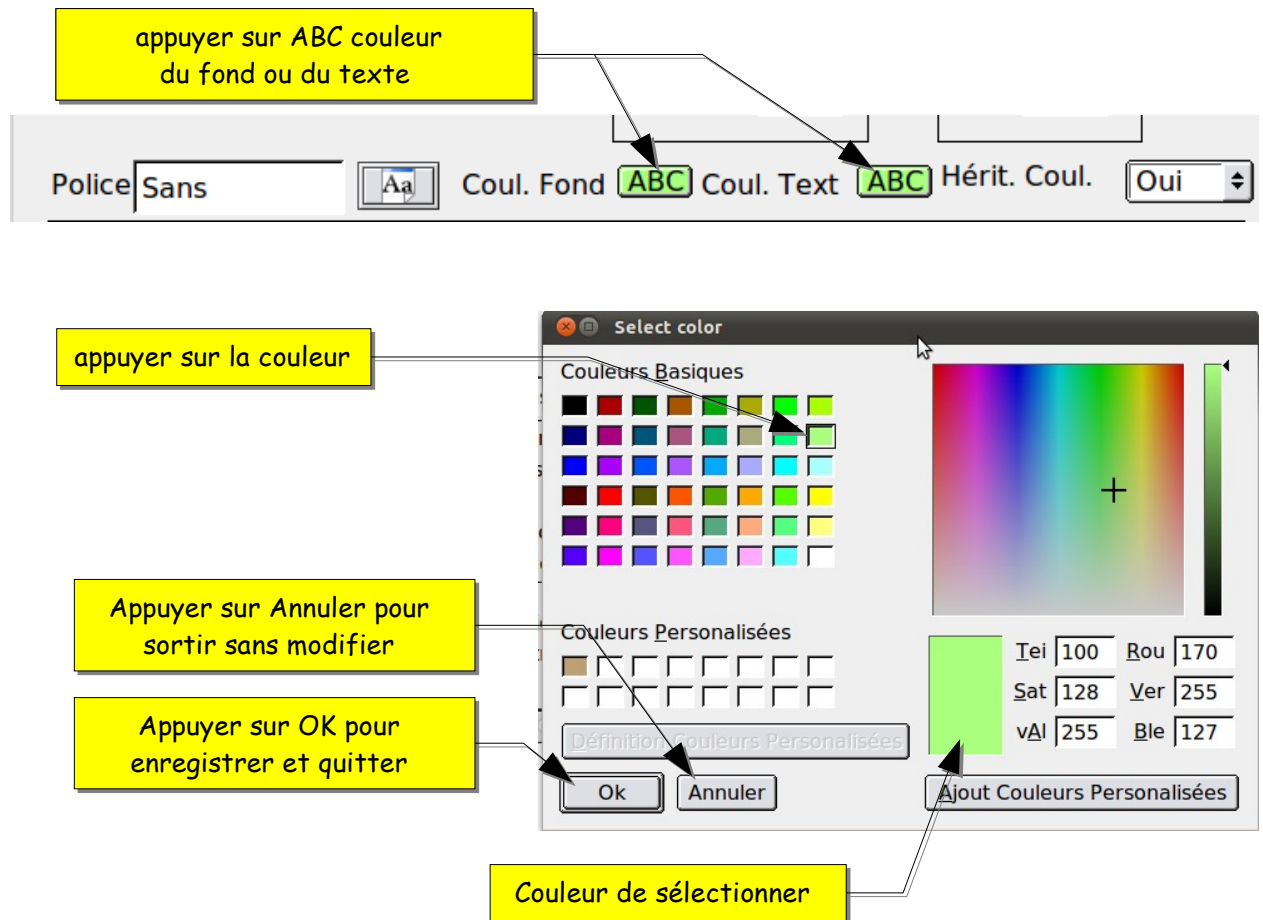 appuyer sur ABC couleur
du fond ou du texte
Police Sans Aa Coul. Fond ABC Coul. Text ABC Hérit. Coul. Oui
Select color
appuyer sur la couleur
Couleurs Basiques
Appuyer sur Annuler pour
sortir sans modifier
Couleurs Personalisées
Tei 100 Rou 170
Sat 128 Ver 255
vAl 255 Ble 127
Appuyer sur OK pour
enregistrer et quitter
Définition Couleurs Personalisées
Ok Annuler Ajout Couleurs Personalisées
Couleur de sélectionner